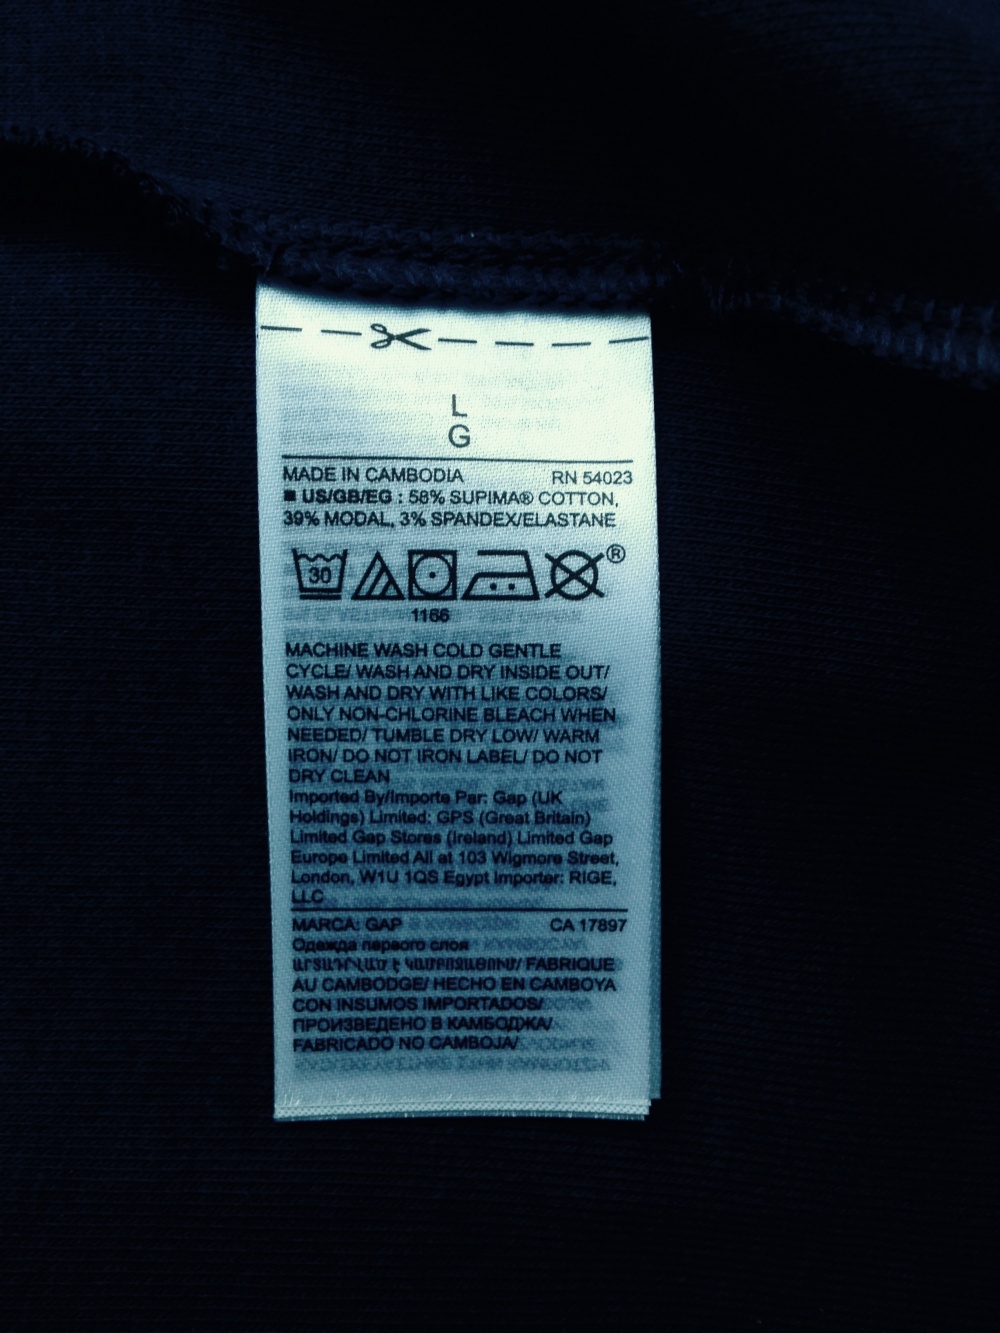 L
G
MADE IN CAMBODIA RN 54023
■ US/GB/EG : 58% SUPIMA® COTTON,
39% MODAL, 3% SPANDEX/ELASTANE
30 ®
1166
MACHINE WASH COLD GENTLE
CYCLE/ WASH AND DRY INSIDE OUT/
WASH AND DRY WITH LIKE COLORS/
ONLY NON-CHLORINE BLEACH WHEN
NEEDED/ TUMBLE DRY LOW/ WARM
IRON/ DO NOT IRON LABEL/ DO NOT
DRY CLEAN
Imported By/Importe Par: Gap (UK
Holdings) Limited: GPS (Great Britain)
Limited Gap Stores (Ireland) Limited Gap
Europe Limited All at 103 Wigmore Street,
London, W1U 1QS Egypt Importer: RIGE,
LLC
MARCA: GAP CA 17897
Одежда первого слоя
ԱՐՏԱԴՐՎԱԾ Է ԿԱՄԲՈՋԱՅՈՒՄ/ FABRIQUE
AU CAMBODGE/ HECHO EN CAMBOYA
CON INSUMOS IMPORTADOS/
ПРОИЗВЕДЕНО В КАМБОДЖА/
FABRICADO NO CAMBOJA/